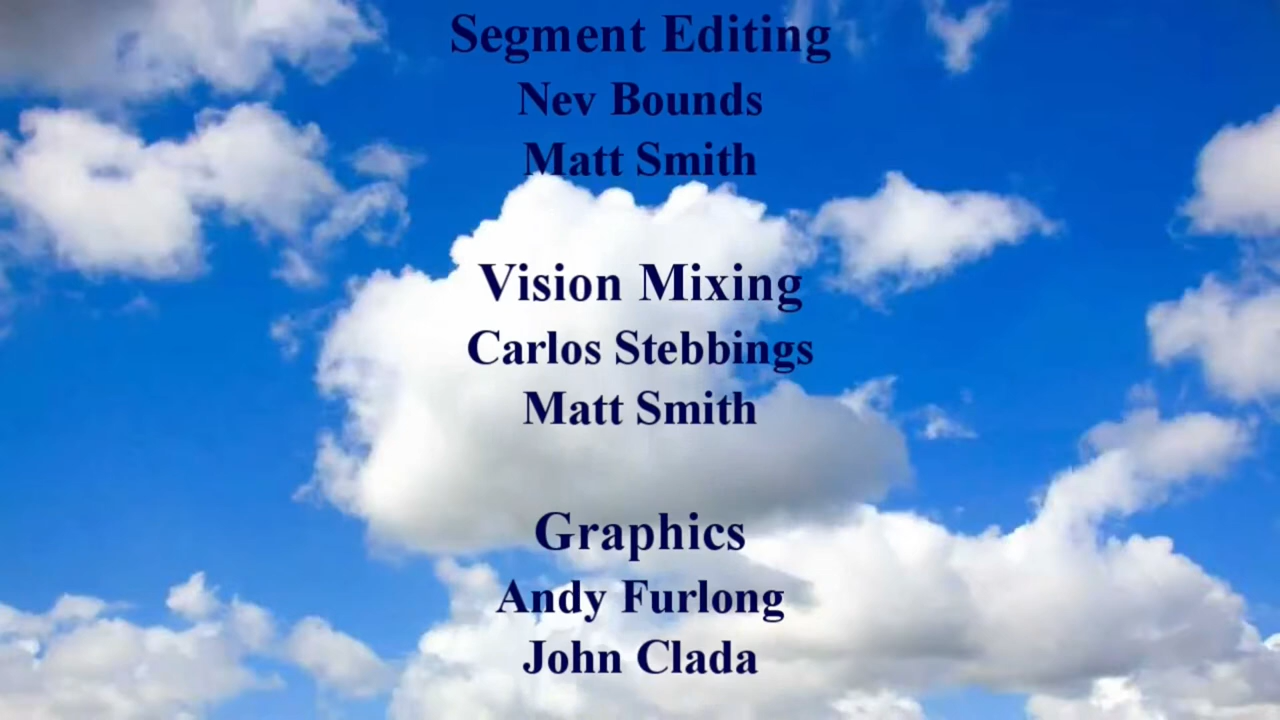 Segment Editing
Nev Bounds
Matt Smith
Vision Mixing
Carlos Stebbings
Matt Smith
Graphics
Andy Furlong
John Clada